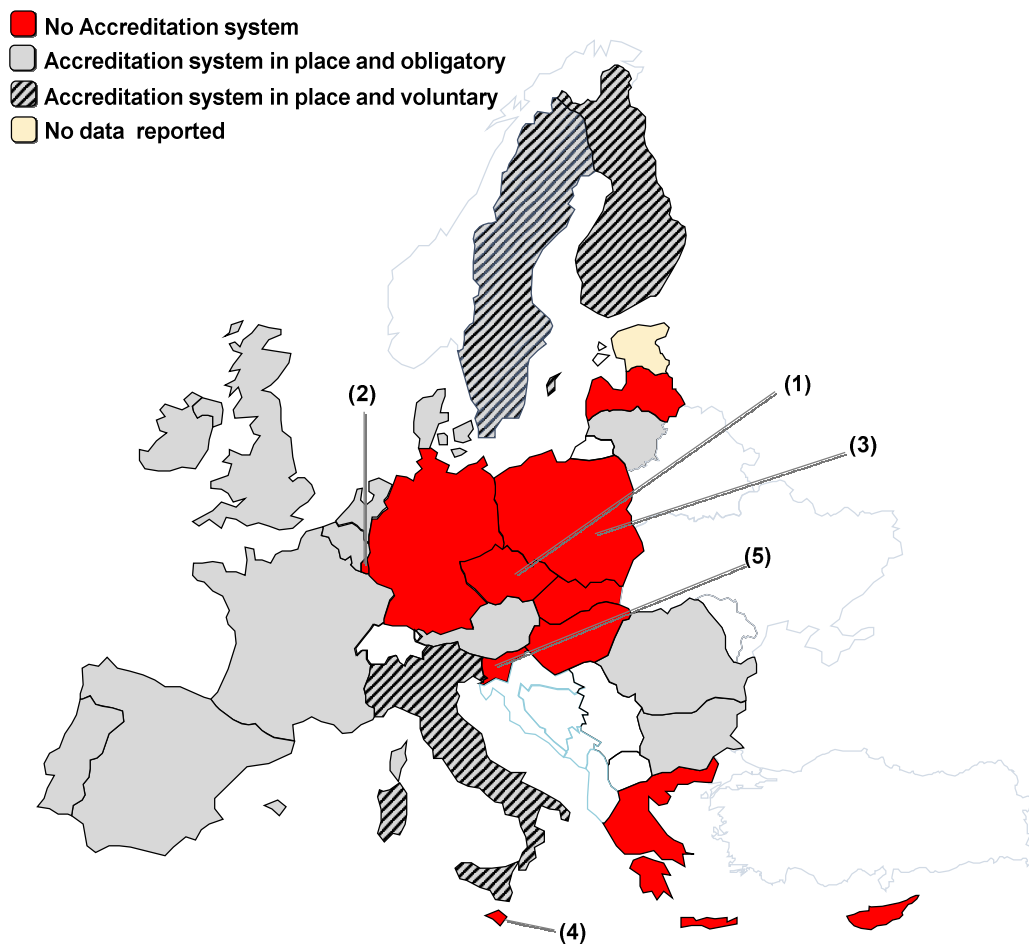 No Accreditation system
Accreditation system in place and obligatory
Accreditation system in place and voluntary
No data reported
(1)
(2)
(3)
(5)
(4)